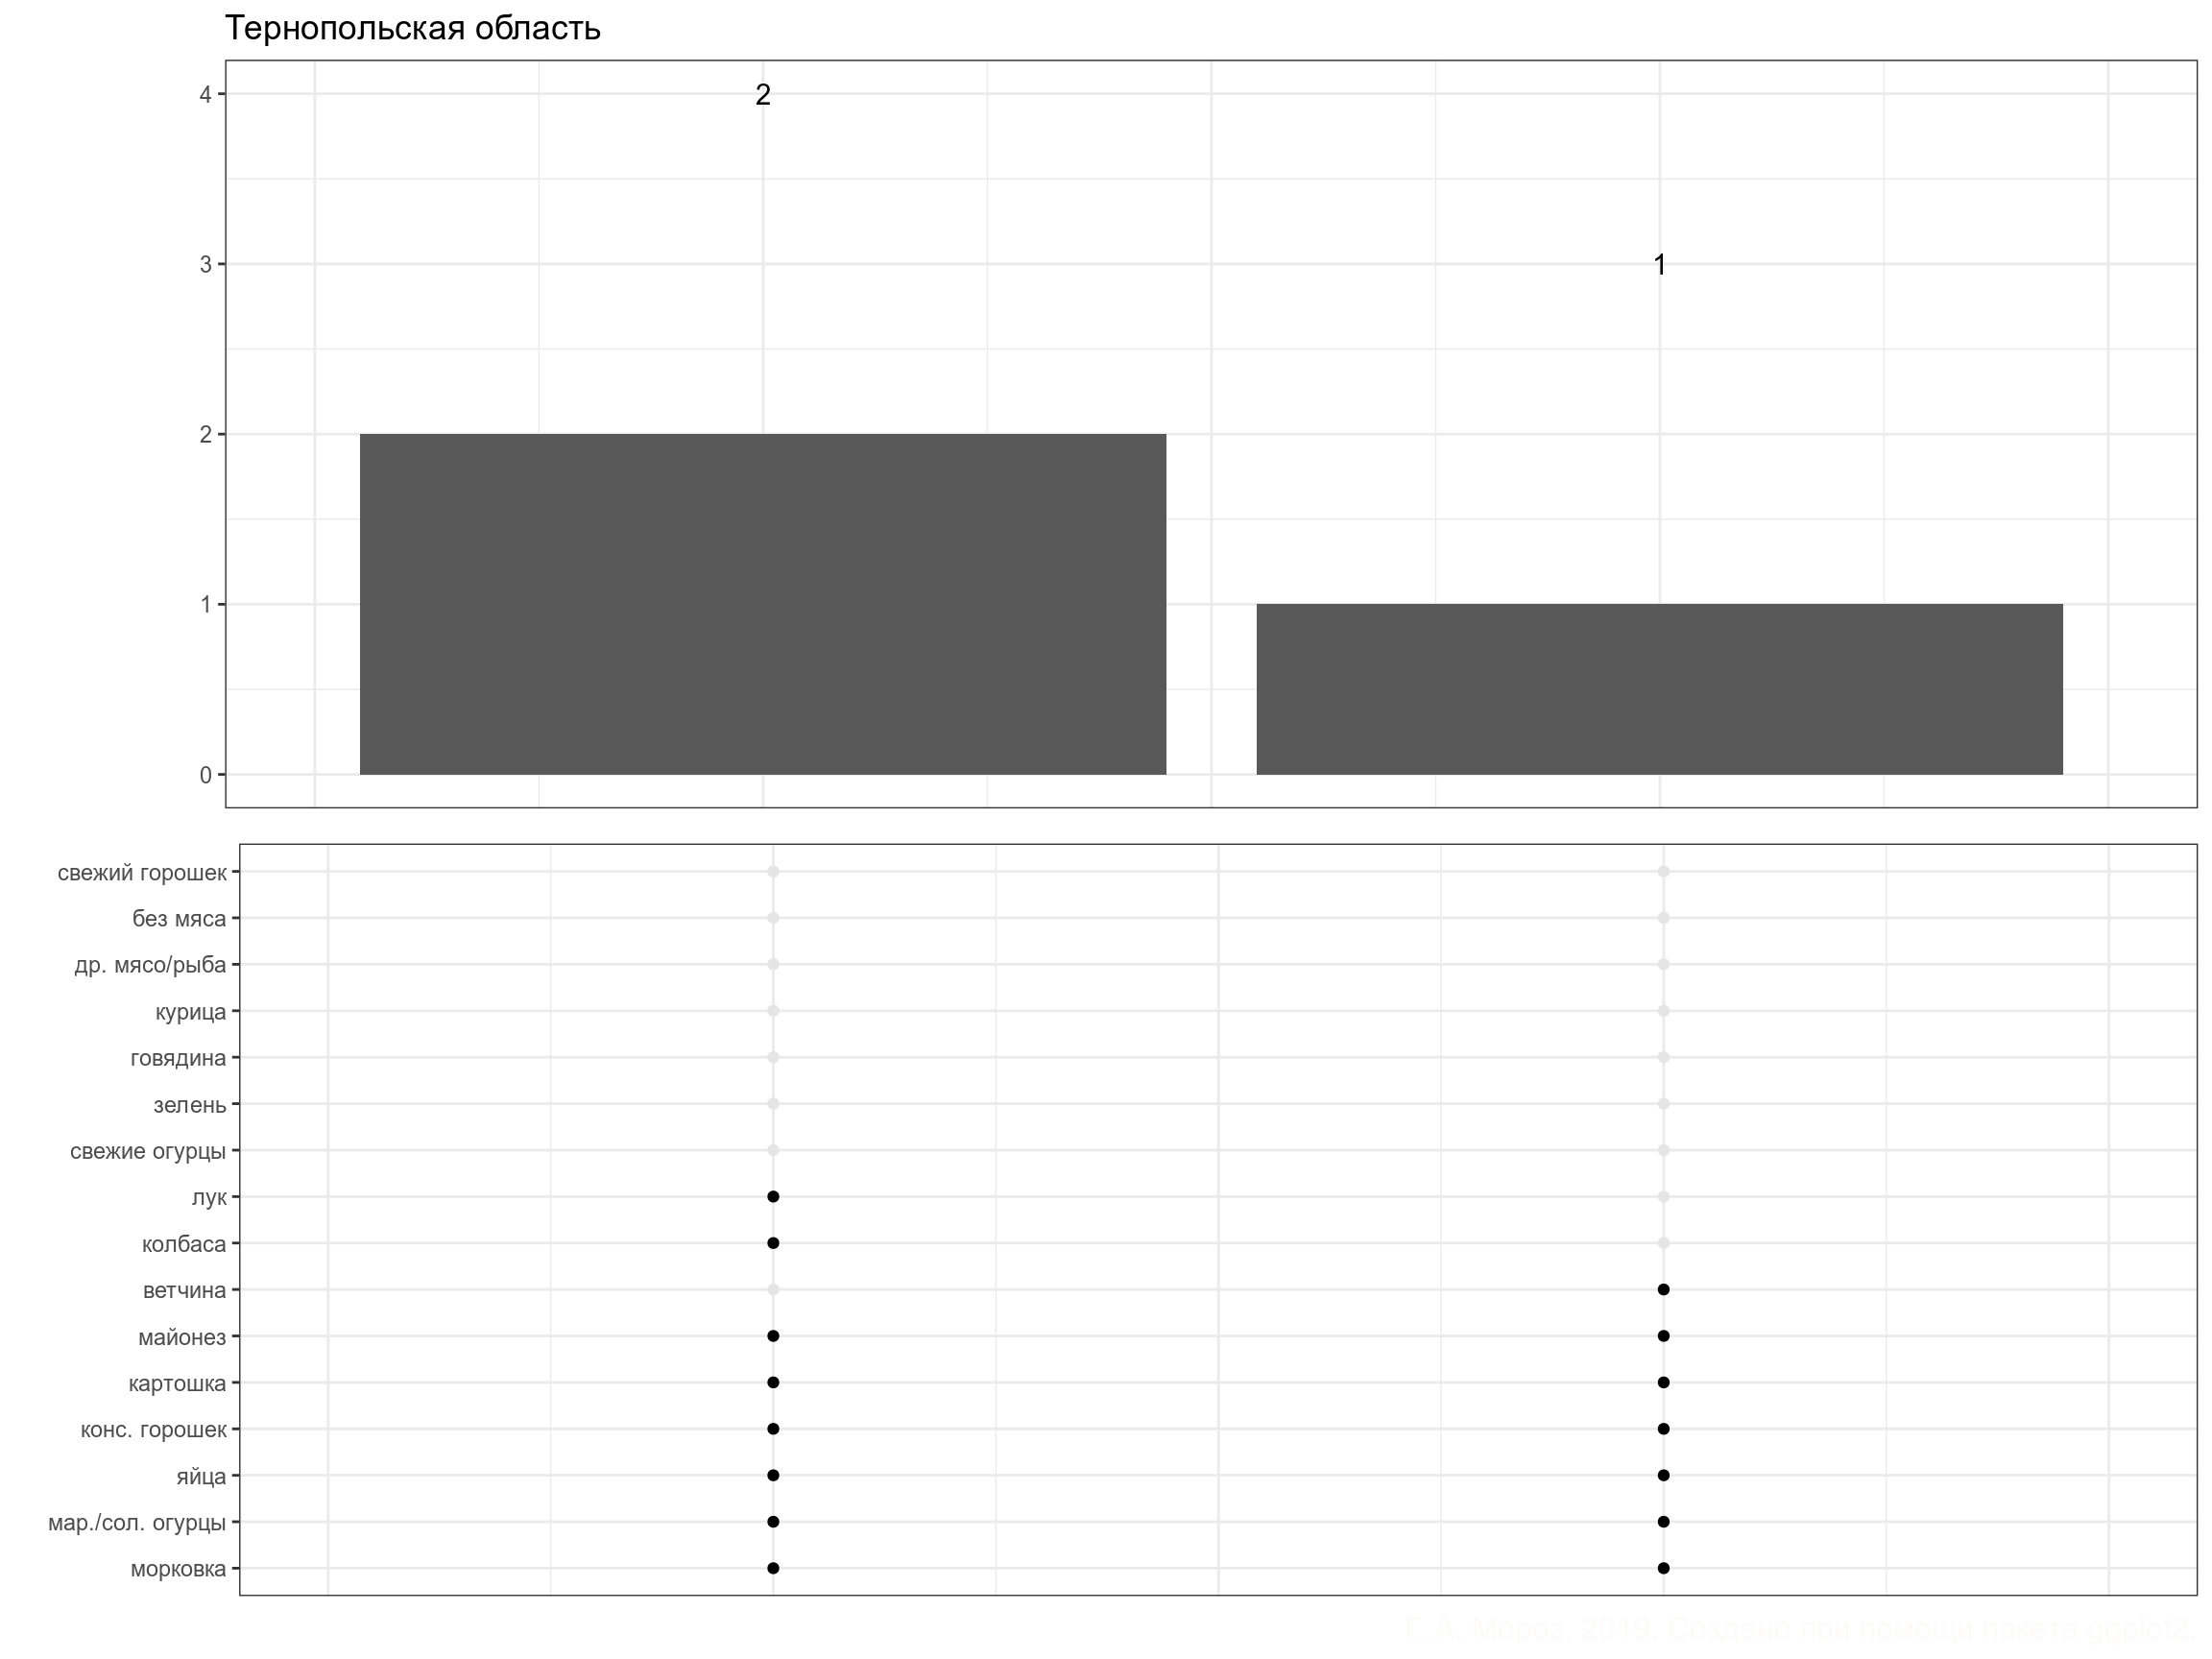 Тернопольская область
4
3
2
1
0
2
1
свежий горошек
без мяса
др. мясо/рыба
курица
говядина
зелень
свежие огурцы
лук
колбаса
ветчина
майонез
картошка
конс. горошек
яйца
мар./сол. огурцы
морковка
Г. А. Мороз, 2019, Создано при помощи пакета ggplot2.